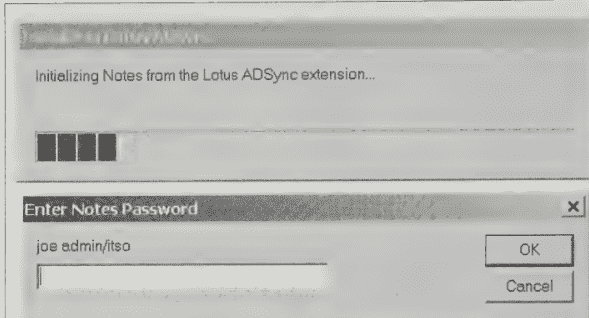 Initializing Notes from the Lotus ADSync extension...
Enter Notes Password
joe admin/itso
OK
Cancel